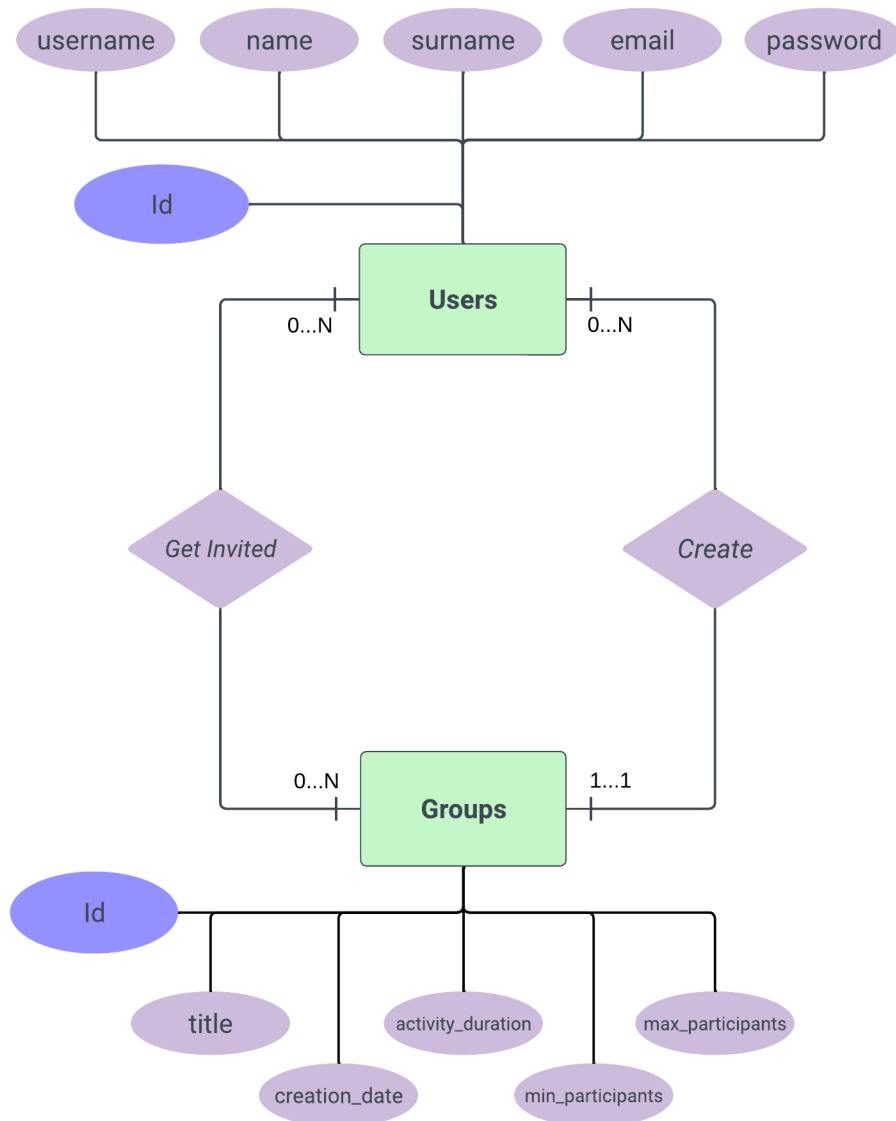 username
name
surname
email
password
Id
Users
0...N
0...N
Get Invited
Create
0...N
1...1
Groups
Id
title
activity_duration
max_participants
creation_date
min_participants